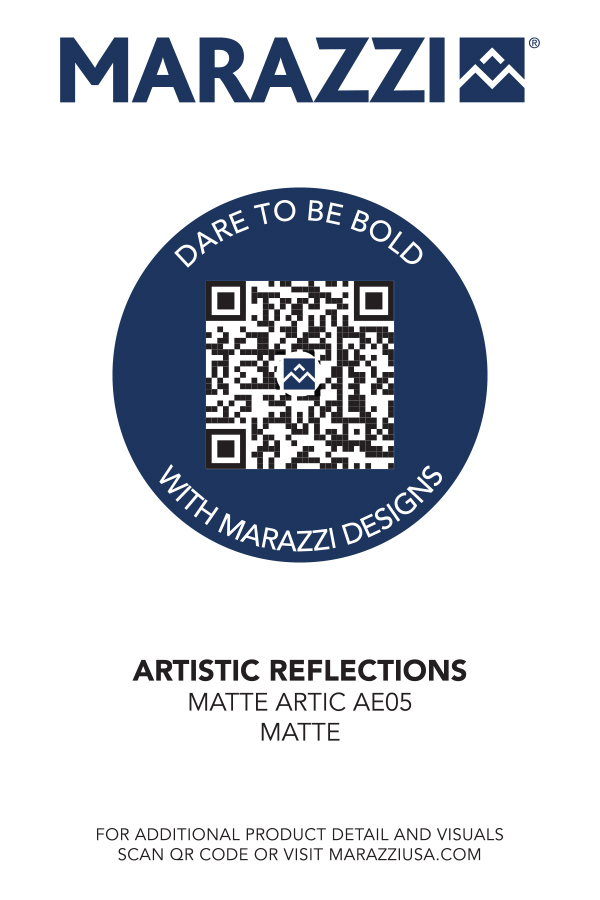 MARAZZI®
DARE TO BE BOLD
WITH MARAZZI DESIGNS
ARTISTIC REFLECTIONS
MATTE ARTIC AE05
MATTE
FOR ADDITIONAL PRODUCT DETAIL AND VISUALS
SCAN QR CODE OR VISIT MARAZZIUSA.COM